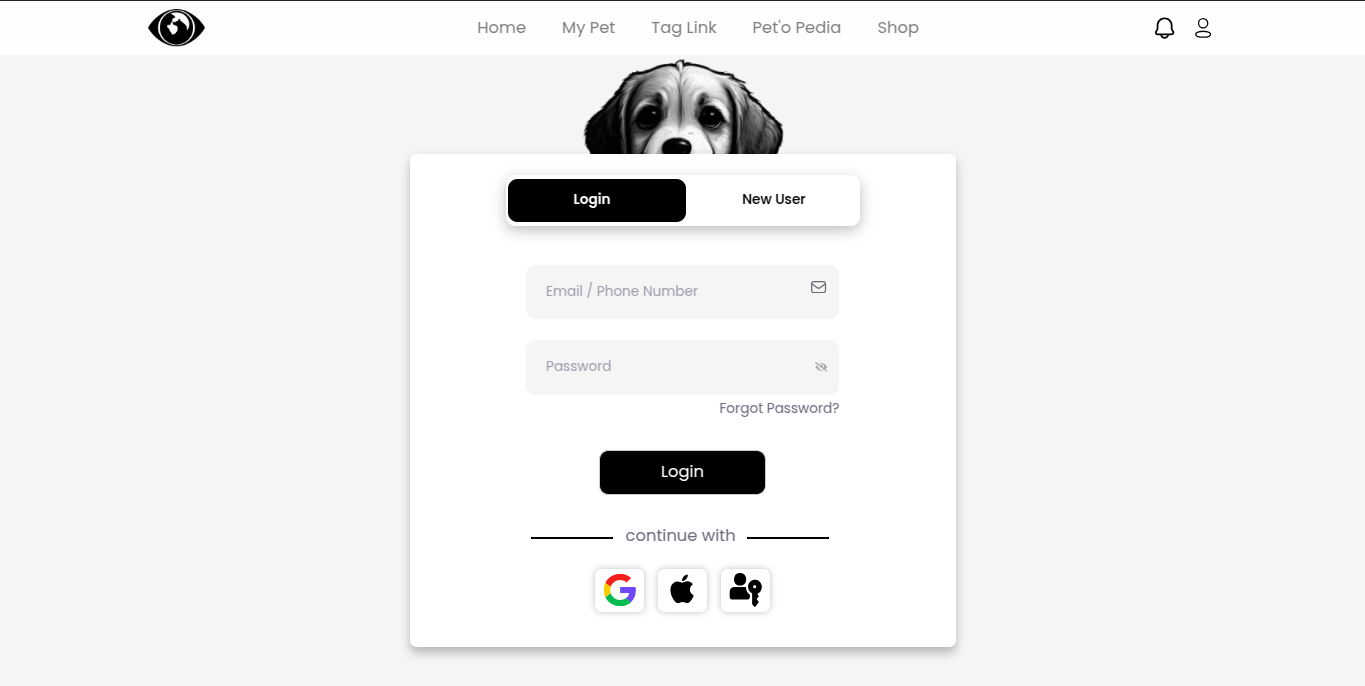 Home My Pet Tag Link Pet'o Pedia Shop
Login New User
Email / Phone Number
Password
Forgot Password?
Login
continue with